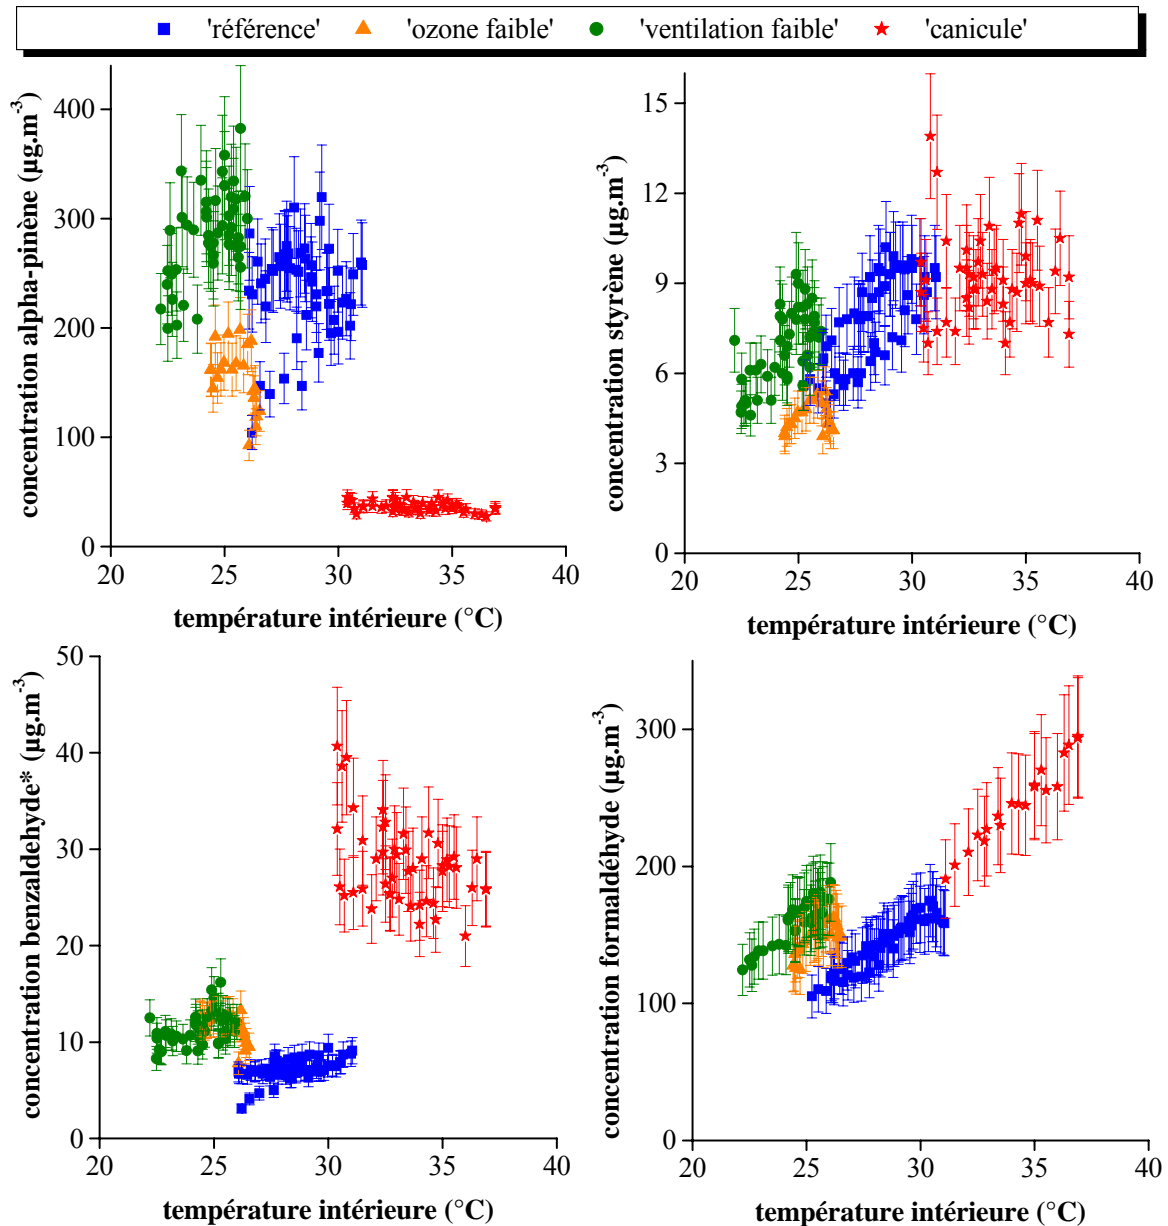 'référence' 'ozone faible' 'ventilation faible' 'canicule'
concentration alpha-pinène (µg.m-3)
400
300
200
100
0
20 25 30 35 40
température intérieure (°C)
concentration styrène (µg.m-3)
15
12
9
6
3
0
20 25 30 35 40
température intérieure (°C)
concentration benzaldehyde* (µg.m-3)
50
40
30
20
10
0
20 25 30 35 40
température intérieure (°C)
concentration formaldéhyde (µg.m-3)
300
200
100
0
20 25 30 35 40
température intérieure (°C)